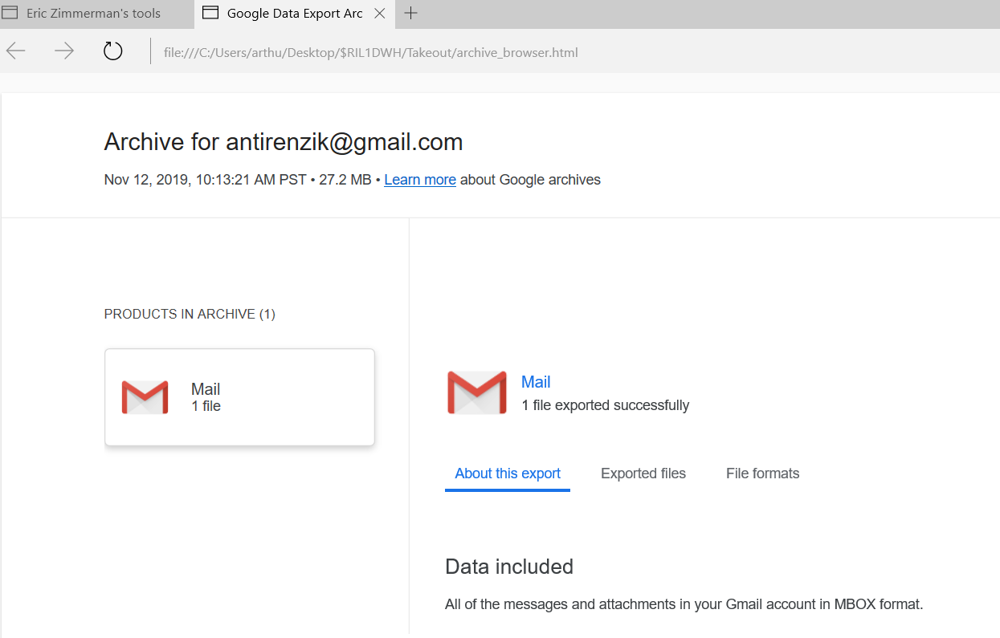 Eric Zimmerman's tools
Google Data Export Arc
file:///C:/Users/arthu/Desktop/$RIL1DWH/Takeout/archive_browser.html
Archive for antirenzik@gmail.com
Nov 12, 2019, 10:13:21 AM PST • 27.2 MB • Learn more about Google archives
PRODUCTS IN ARCHIVE (1)
Mail
1 file
Mail
1 file exported successfully
About this export
Exported files
File formats
Data included
All of the messages and attachments in your Gmail account in MBOX format.